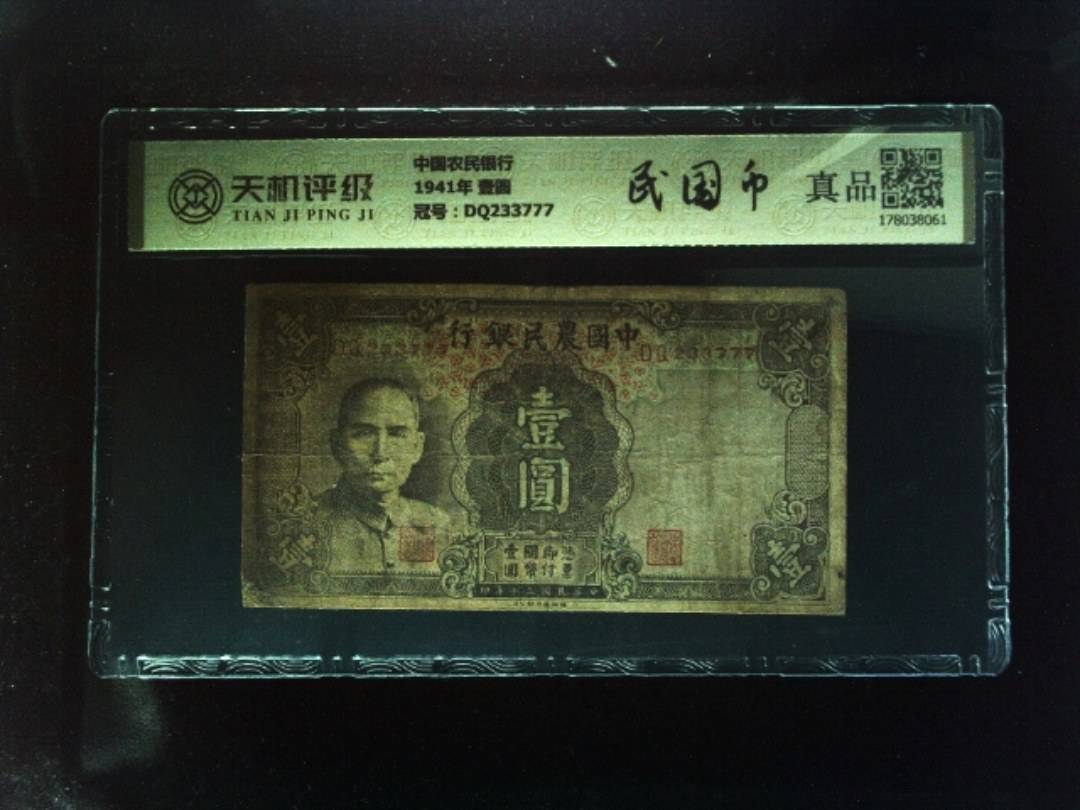 天机评级
TIAN JI PING JI
中国农民银行
1941年 壹圆
冠号：DQ233777
民国币
真品
178038061
行銀民農國中
DQ233777
壹
圓
壹
壹